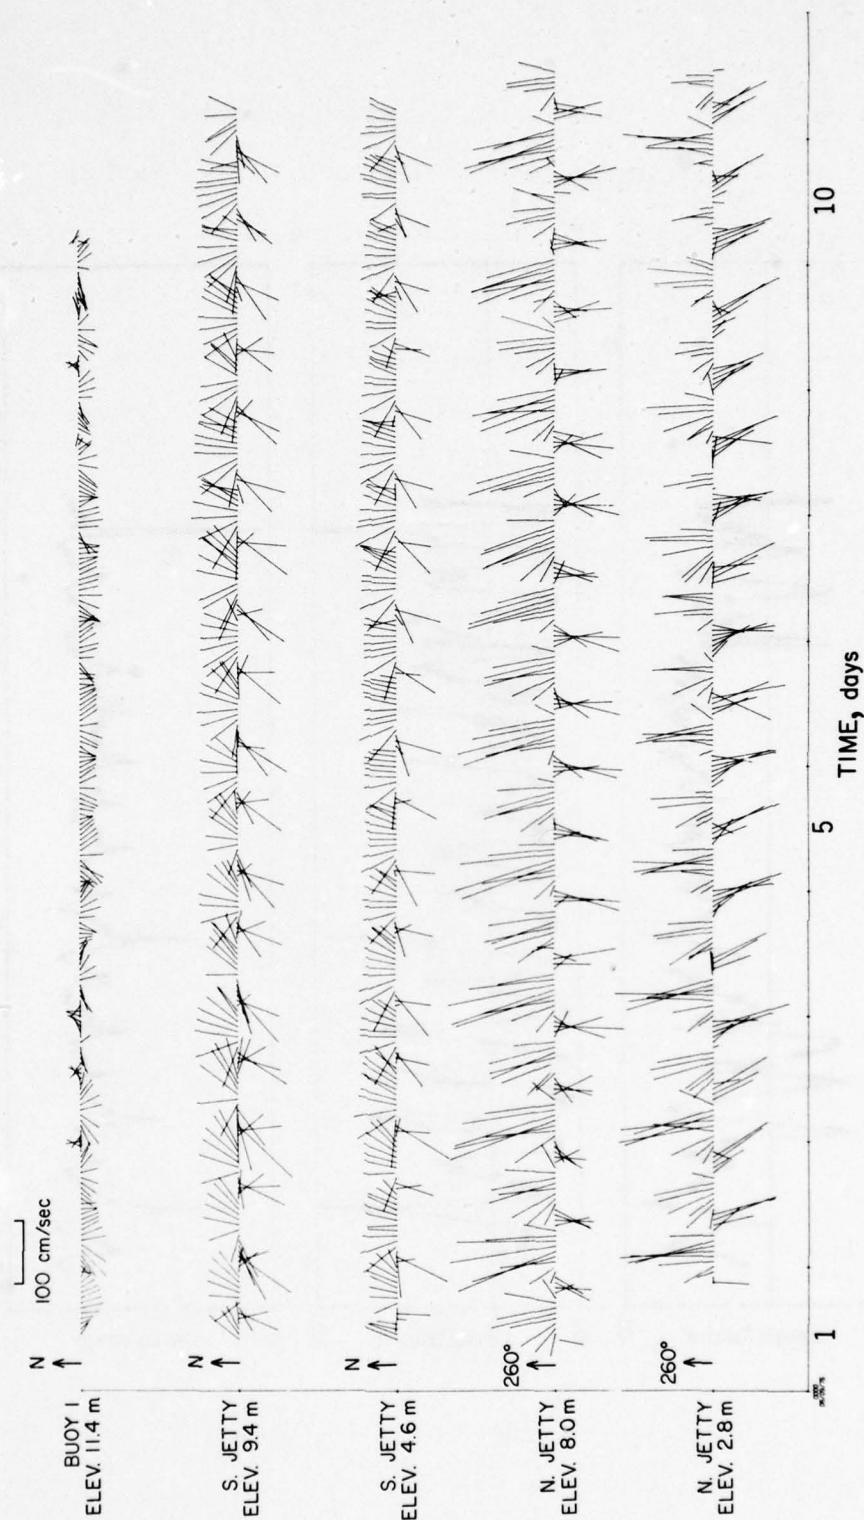 100 cm/sec
N
BUOY 1
ELEV. 11.4 m
N
S. JETTY
ELEV. 9.4 m
N
S. JETTY
ELEV. 4.6 m
260°
N. JETTY
ELEV. 8.0 m
260°
N. JETTY
ELEV. 2.8 m
1
5
10
TIME, days